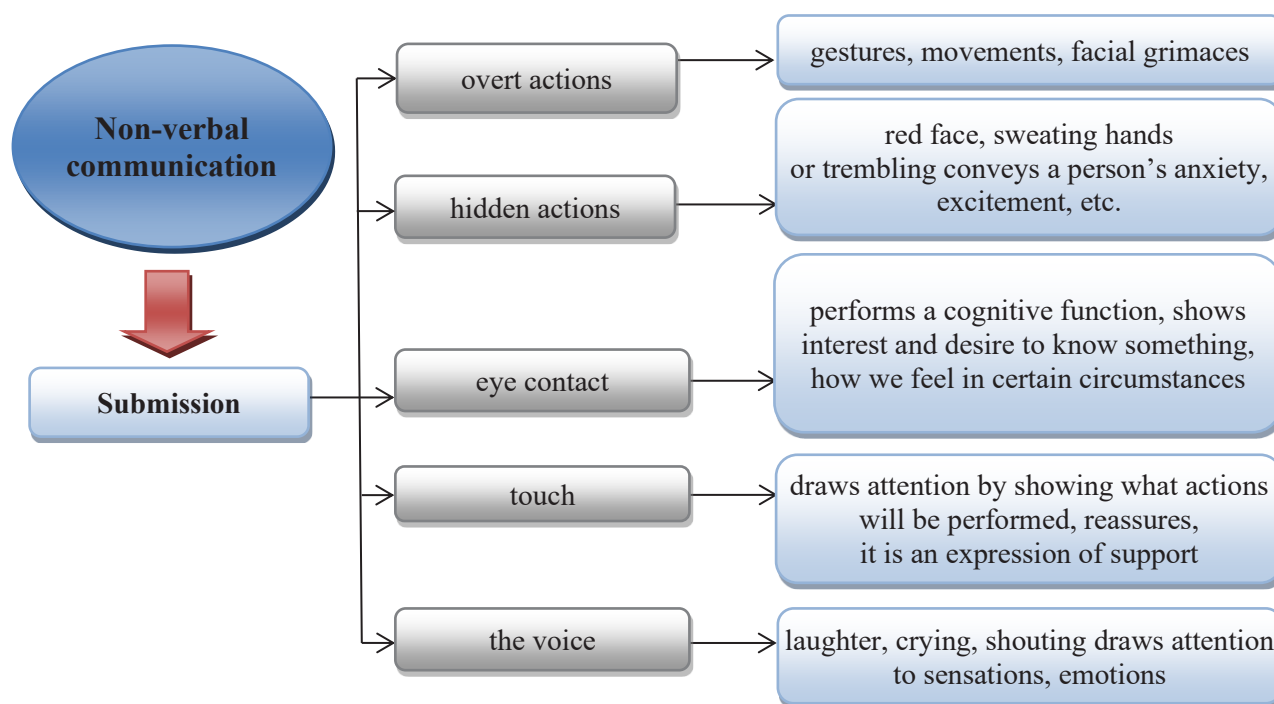 Non-verbal
communication
Submission
overt actions
gestures, movements, facial grimaces
hidden actions
red face, sweating hands
or trembling conveys a person’s anxiety,
excitement, etc.
eye contact
performs a cognitive function, shows
interest and desire to know something,
how we feel in certain circumstances
touch
draws attention by showing what actions
will be performed, reassures,
it is an expression of support
the voice
laughter, crying, shouting draws attention
to sensations, emotions